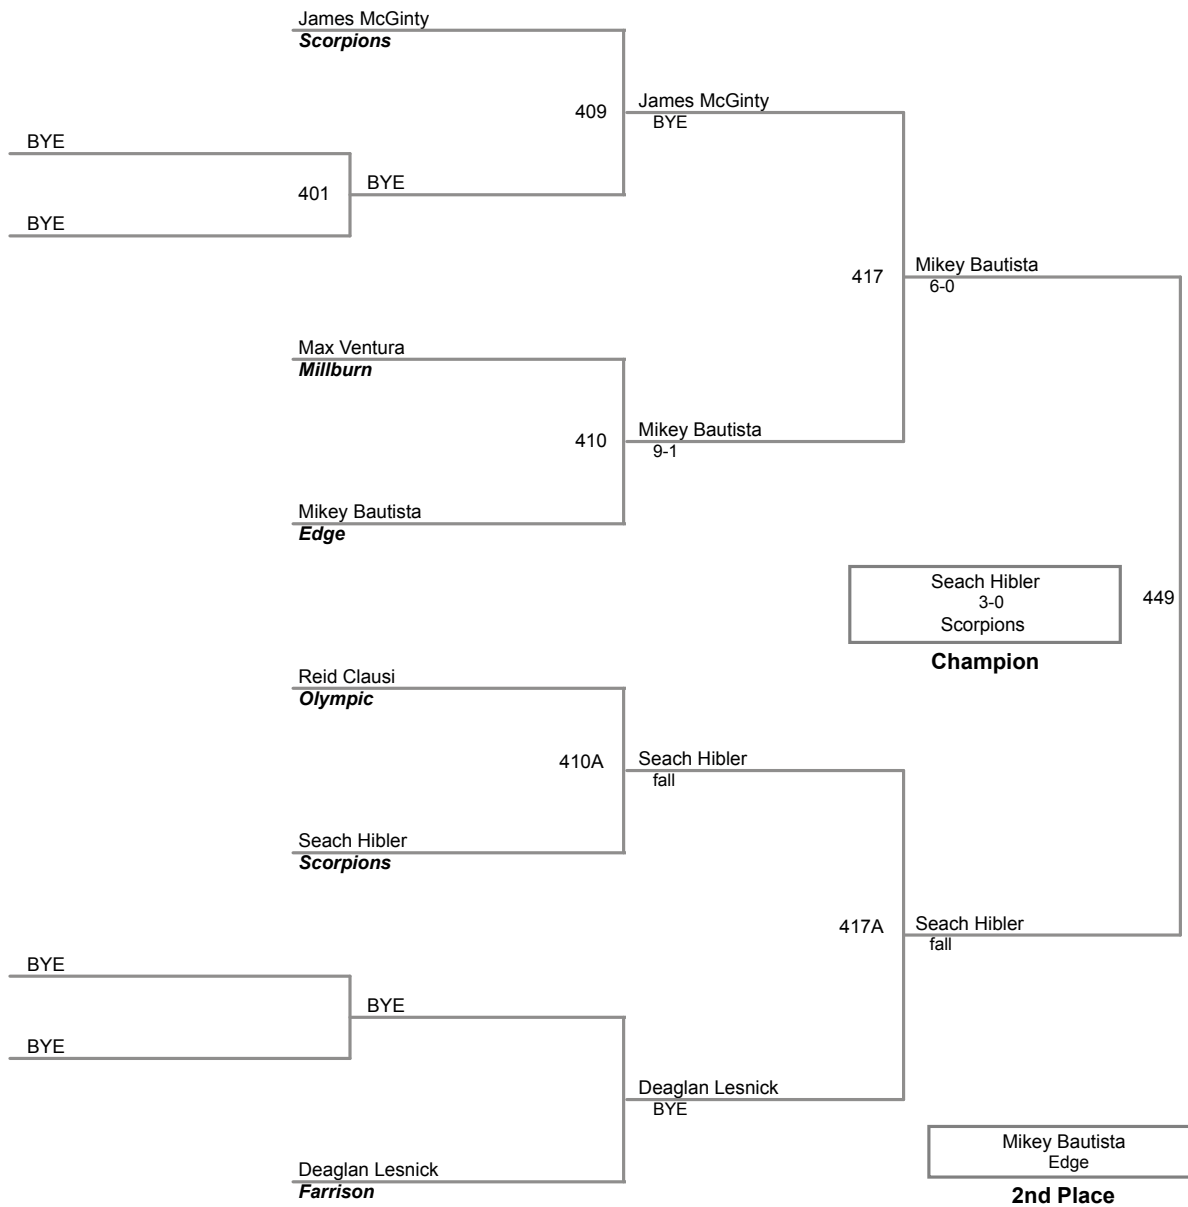 James McGinty
Scorpions
409
James McGinty
BYE
BYE
401
BYE
BYE
417
Mikey Bautista
6-0
Max Ventura
Millburn
410
Mikey Bautista
9-1
Mikey Bautista
Edge
Seach Hibler
3-0
Scorpions
449
Champion
Reid Clausi
Olympic
410A
Seach Hibler
fall
Seach Hibler
Scorpions
417A
Seach Hibler
fall
BYE
BYE
BYE
Deaglan Lesnick
BYE
Deaglan Lesnick
Farrison
Mikey Bautista
Edge
2nd Place